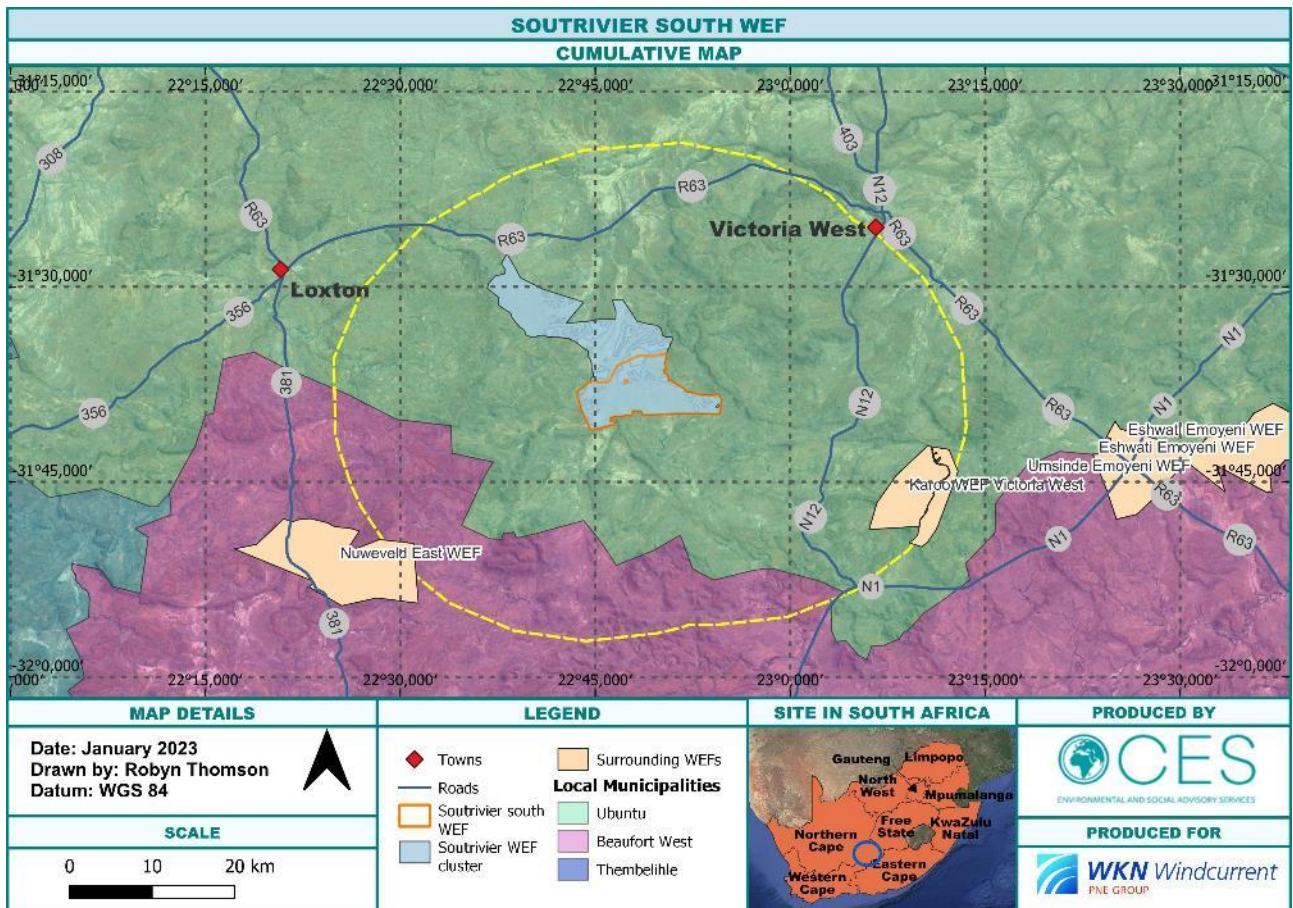 SOUTRIVIER SOUTH WEF
CUMULATIVE MAP
-31°15,000'
000'
22°15,000'
22°30,000'
22°45,000'
23°0,000'
23°15,000'
23°30,000'
-31°15,000'
308
403
R63
R63
N12
R63
R63
Victoria West
R63
-31°30,000'
Loxton
-31°30,000'
356
R63
N1
381
356
N12
R63
N1
Eshwati Emoyeni WEF
Eshwati Emoyeni WEF
Umsinde Emoyeni WEF
-31°45,000'
-31°45,000'
Karoo WEF Victoria West
R63
N12
Nuweveld East WEF
N1
R63
N1
381
-32°0,000'
-32°0,000'
000'
22°15,000'
22°30,000'
22°45,000'
23°0,000'
23°15,000'
23°30,000'
MAP DETAILS
Date: January 2023
Drawn by: Robyn Thomson
Datum: WGS 84
SCALE
0 10 20 km
LEGEND
Towns
Roads
Soutrivier south
WEF
Soutrivier WEF
cluster
Surrounding WEFs
Local Municipalities
Ubuntu
Beaufort West
Thembelihle
SITE IN SOUTH AFRICA
Gauteng
Limpopo
North
West
Mpumalanga
Free
State
KwaZulu
Natal
Northern
Cape
Eastern
Cape
Western
Cape
PRODUCED BY
CES
ENVIRONMENTAL AND SOCIAL ADVISORY SERVICES
PRODUCED FOR
WKN Windcurrent
PNE GROUP